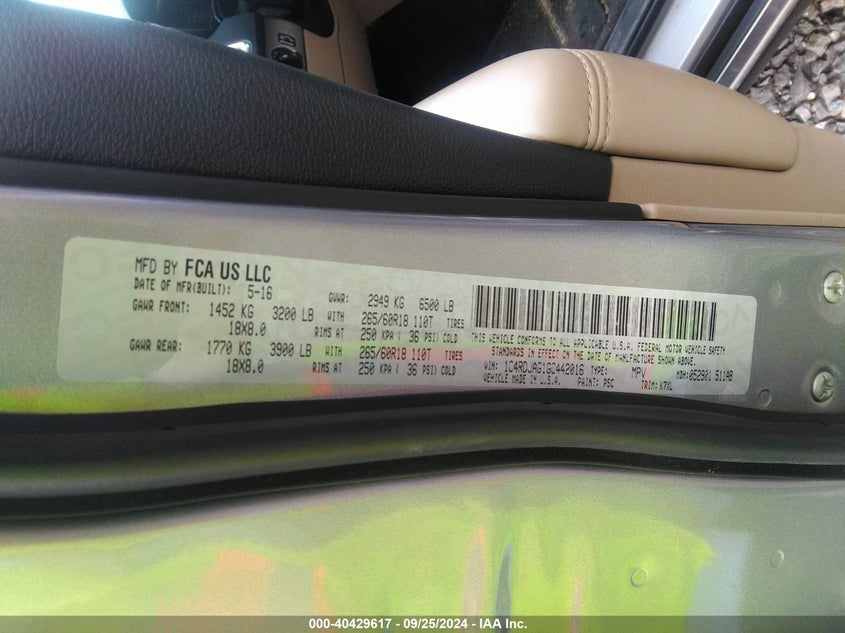 MFD BY FCA US LLC
DATE OF MFR(BUILT): 5-16
GVWR: 2949 KG 6500 LB
GAWR FRONT: 1452 KG 3200 LB WITH 265/60R18 110T TIRES
18X8.0 RIMS AT 250 KPA ( 36 PSI) COLD
GAWR REAR: 1770 KG 3900 LB WITH 265/60R18 110T TIRES
18X8.0 RIMS AT 250 KPA ( 36 PSI) COLD
THIS VEHICLE CONFORMS TO ALL APPLICABLE U.S.A. FEDERAL MOTOR VEHICLE SAFETY
STANDARDS IN EFFECT ON THE DATE OF MANUFACTURE SHOWN ABOVE.
VIN: 1C4RDJAG1GC442016 TYPE: MPV MDH:052901 511AB
VEHICLE MADE IN U.S.A. PAINT: PSC TRIM: K7XL
000-40429617 - 09/25/2024 - IAA Inc.